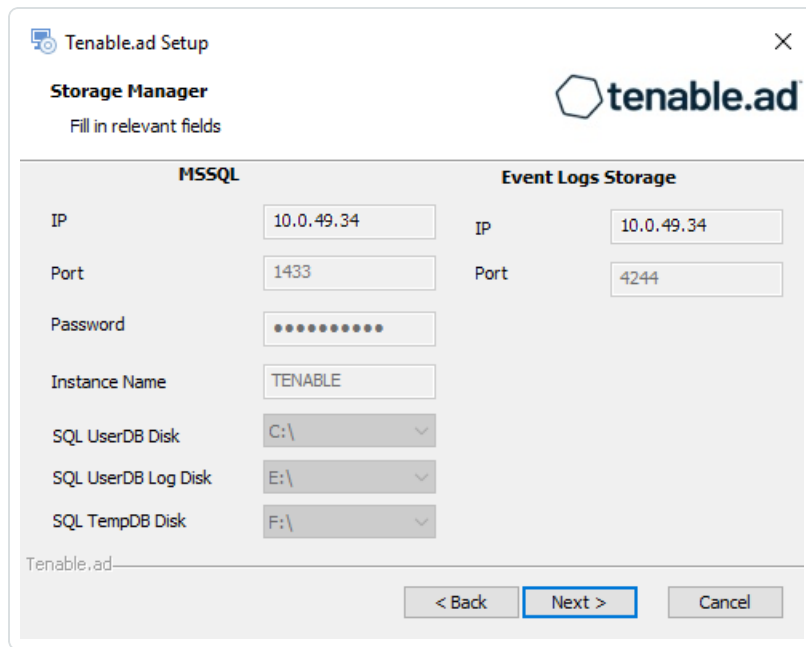 Tenable.ad Setup
Storage Manager
Fill in relevant fields
tenable.ad
MSSQL
IP 10.0.49.34
Port 1433
Password ●●●●●●●●●●
Instance Name TENABLE
SQL UserDB Disk C:\
SQL UserDB Log Disk E:\
SQL TempDB Disk F:\
Event Logs Storage
IP 10.0.49.34
Port 4244
Tenable.ad
< Back Next > Cancel